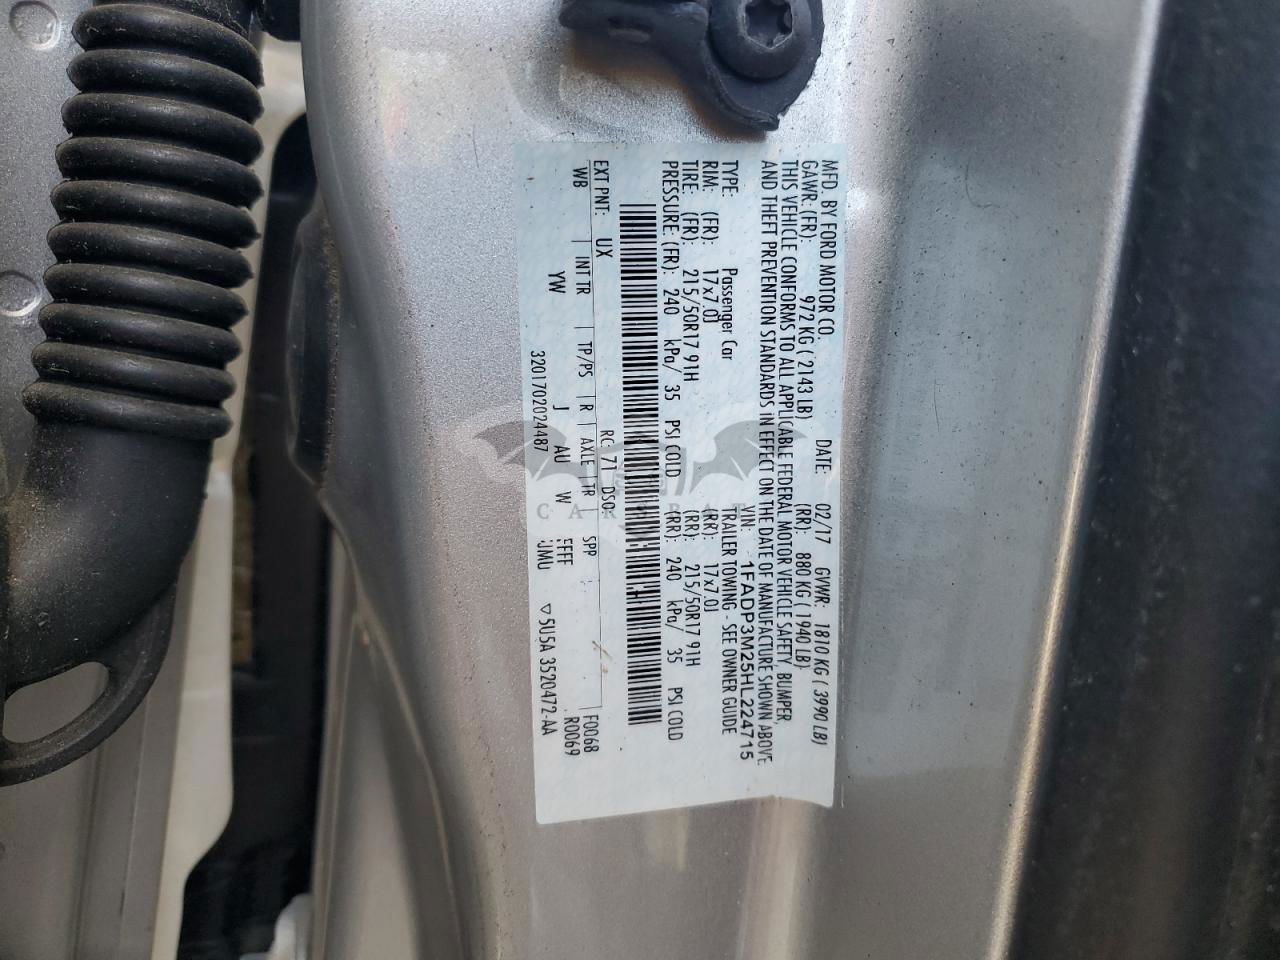 MFD. BY FORD MOTOR CO. DATE: 02/17 GVWR: 1810 KG ( 3990 LB)
GAWR: (FR): 972 KG ( 2143 LB) (RR): 880 KG ( 1940 LB)
THIS VEHICLE CONFORMS TO ALL APPLICABLE FEDERAL MOTOR VEHICLE SAFETY, BUMPER,
AND THEFT PREVENTION STANDARDS IN EFFECT ON THE DATE OF MANUFACTURE SHOWN ABOVE.
VIN: 1FADP3M25HL224715
TYPE: Passenger Car TRAILER TOWING - SEE OWNER GUIDE
RIM: (FR): 17x7.0J (RR): 17x7.0J
TIRE: (FR): 215/50R17 91H (RR): 215/50R17 91H
PRESSURE: (FR): 240 kPa/ 35 PSI COLD (RR): 240 kPa/ 35 PSI COLD
EXT PNT: UX RC: 71 DSO: F0068
WB INT TR TP/PS R AXLE TR SPR R0069
YW J AU W
3201702024487 5U5A 3520472-AA
CARSBAT